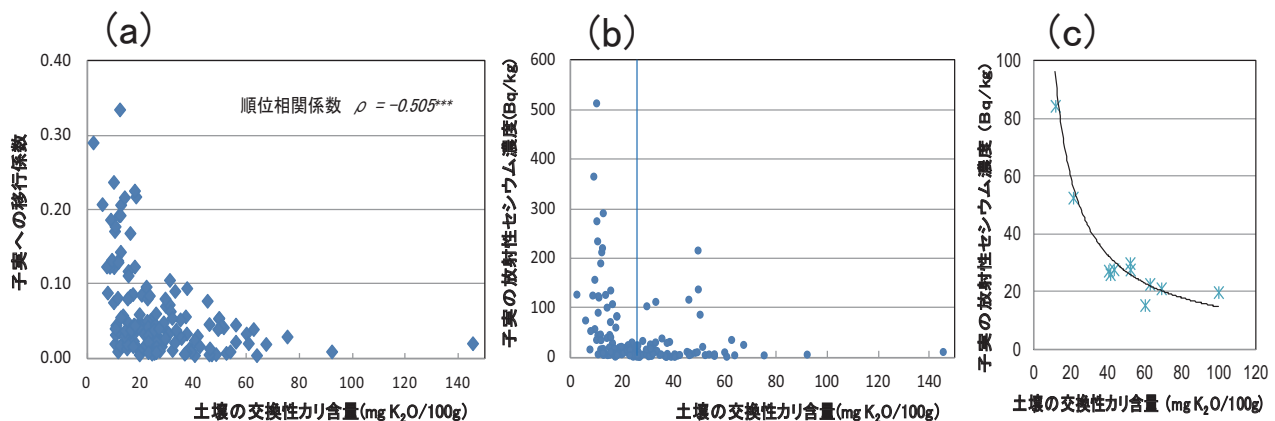 (a)
子実への移行係数
0.40
0.30
0.20
0.10
0.00
順位相関係数 ρ = -0.505***
0 20 40 60 80 100 120 140
土壌の交換性カリ含量(mg K₂O/100g)
(b)
子実の放射性セシウム濃度(Bq/kg)
600
500
400
300
200
100
0
0 20 40 60 80 100 120 140
土壌の交換性カリ含量(mg K₂O/100g)
(c)
子実の放射性セシウム濃度 (Bq/kg)
100
80
60
40
20
0
0 20 40 60 80 100 120
土壌の交換性カリ含量 (mg K₂O/100g)